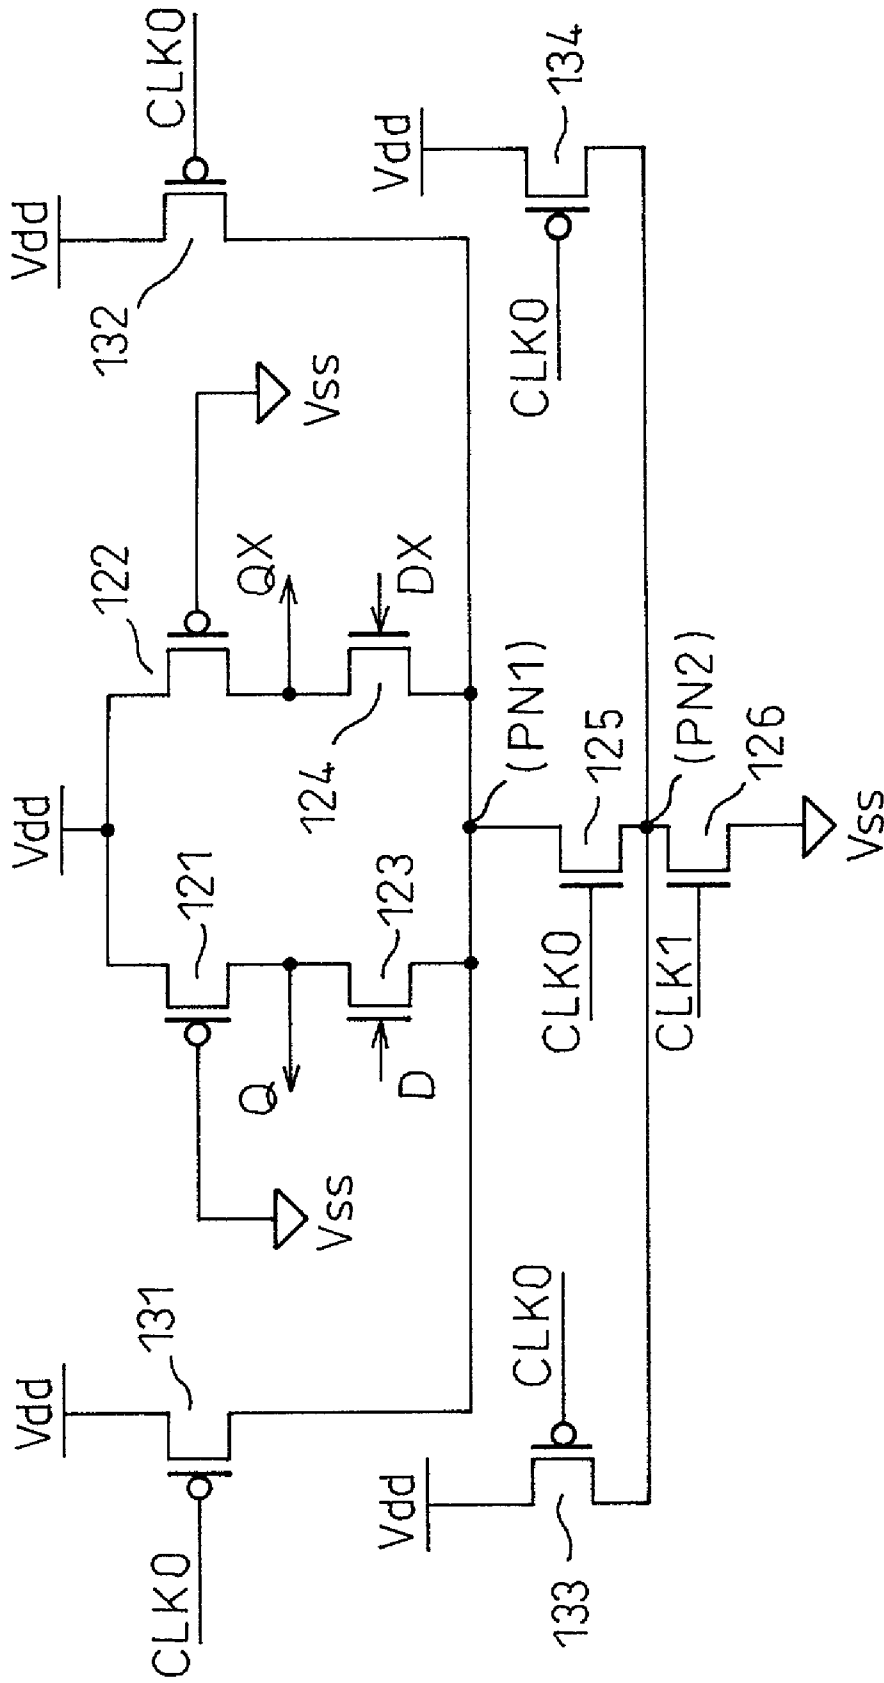 Vdd
Vdd
Vdd
122
132
CLK0
131
121
CLK0
Q
QX
Vss
124
Vss
Vdd
123
D
DX
Vdd
CLK0
(PN1)
CLK0
133
CLK0
125
134
CLK1
(PN2)
126
Vss